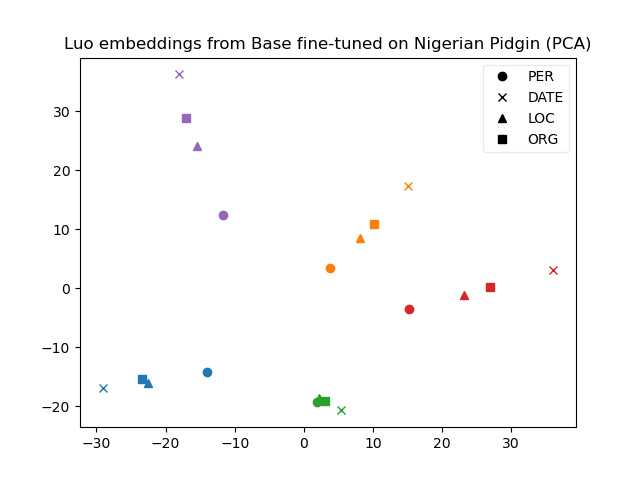 Luo embeddings from Base fine-tuned on Nigerian Pidgin (PCA)
PER
DATE
LOC
ORG
30
20
10
0
−10
−20
−30 −20 −10 0 10 20 30